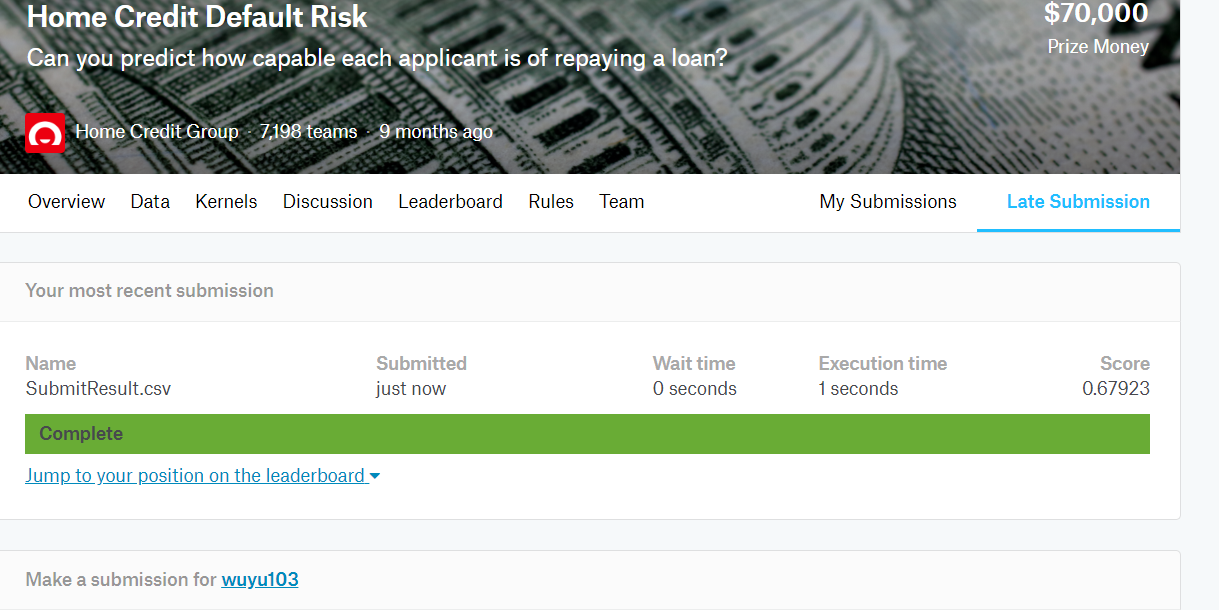 Home Credit Default Risk
$70,000
Can you predict how capable each applicant is of repaying a loan?
Prize Money
Home Credit Group · 7,198 teams · 9 months ago
Overview Data Kernels Discussion Leaderboard Rules Team My Submissions Late Submission
Your most recent submission
Name Submitted Wait time Execution time Score
SubmitResult.csv just now 0 seconds 1 seconds 0.67923
Complete
Jump to your position on the leaderboard
Make a submission for wuyu103